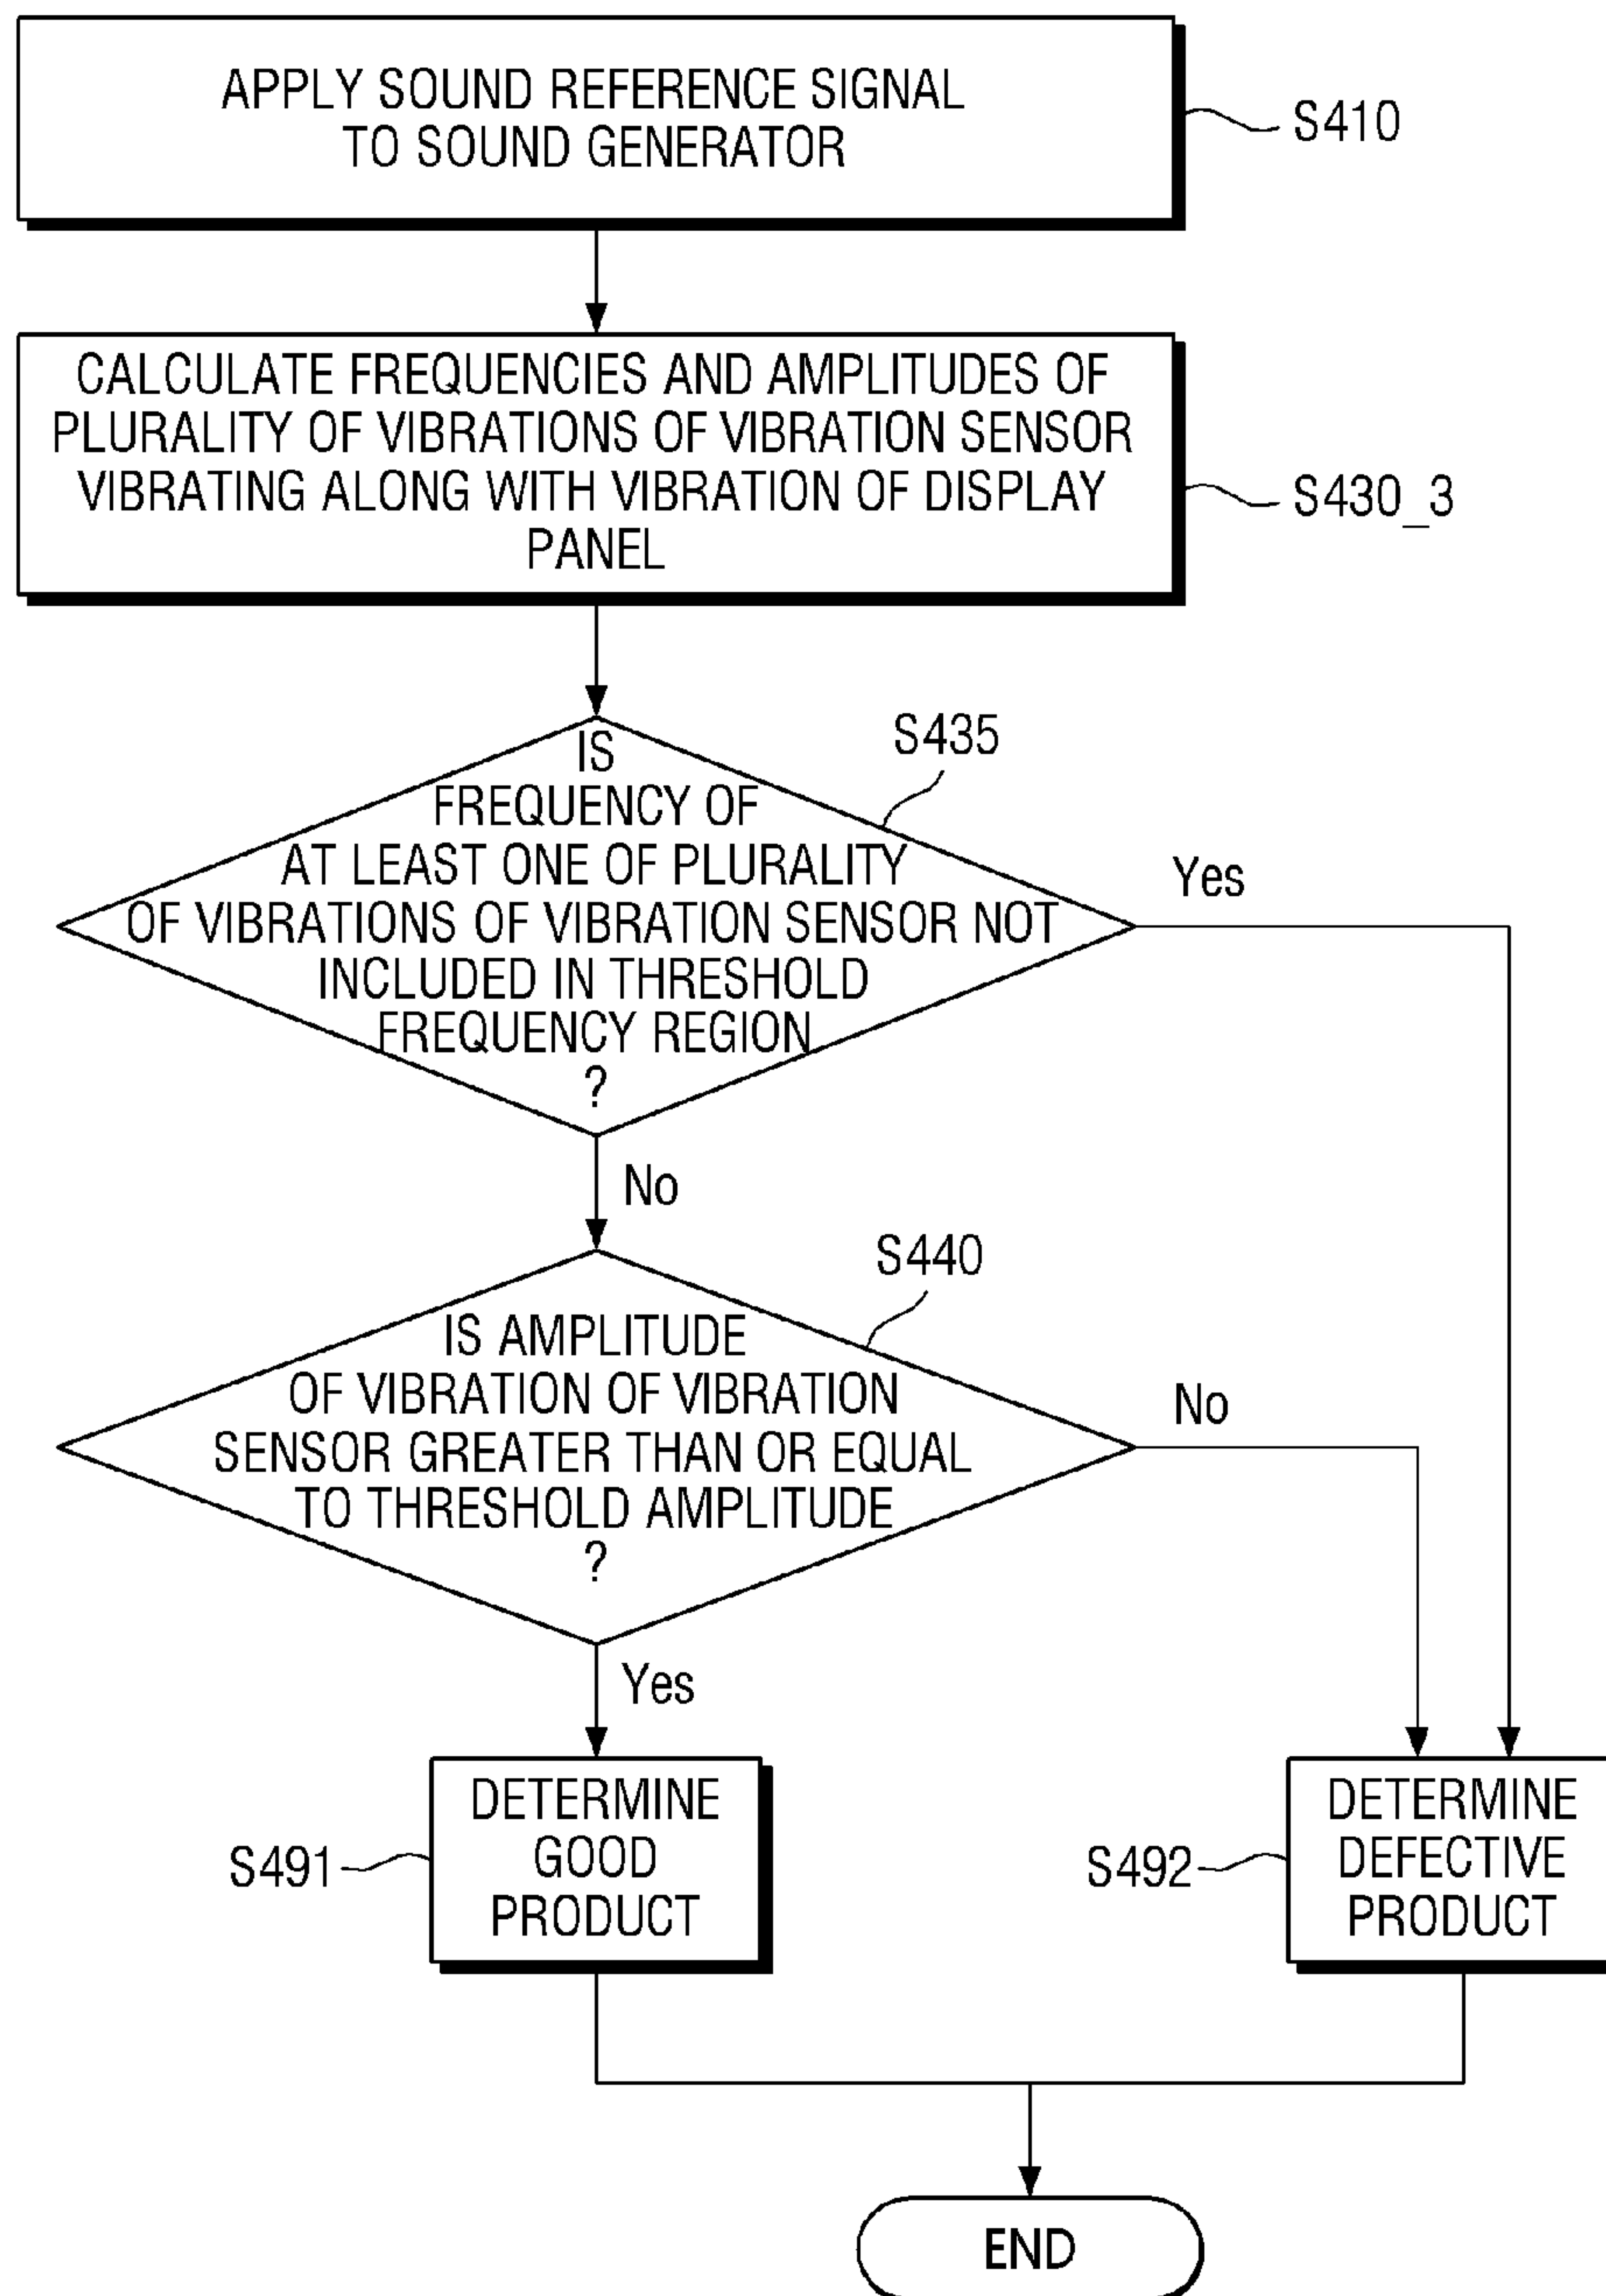 APPLY SOUND REFERENCE SIGNAL
TO SOUND GENERATOR
S410
CALCULATE FREQUENCIES AND AMPLITUDES OF
PLURALITY OF VIBRATIONS OF VIBRATION SENSOR
VIBRATING ALONG WITH VIBRATION OF DISPLAY
PANEL
S430_3
S435
IS
FREQUENCY OF
AT LEAST ONE OF PLURALITY
OF VIBRATIONS OF VIBRATION SENSOR NOT
INCLUDED IN THRESHOLD
FREQUENCY REGION
?
Yes
No
S440
IS AMPLITUDE
OF VIBRATION OF VIBRATION
SENSOR GREATER THAN OR EQUAL
TO THRESHOLD AMPLITUDE
?
No
Yes
S491
DETERMINE
GOOD
PRODUCT
S492
DETERMINE
DEFECTIVE
PRODUCT
END